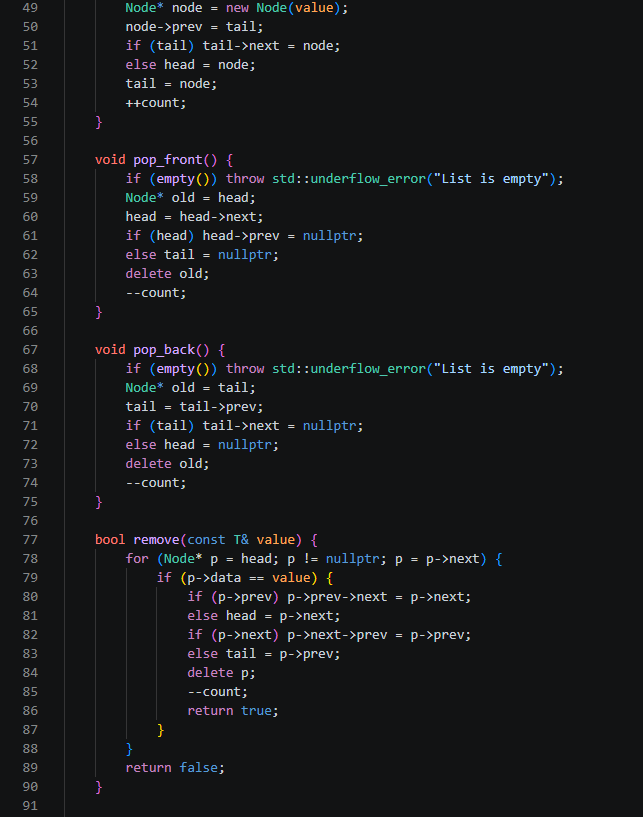 49 Node* node = new Node(value);
50 node->prev = tail;
51 if (tail) tail->next = node;
52 else head = node;
53 tail = node;
54 ++count;
55 }
56
57 void pop_front() {
58 if (empty()) throw std::underflow_error("List is empty");
59 Node* old = head;
60 head = head->next;
61 if (head) head->prev = nullptr;
62 else tail = nullptr;
63 delete old;
64 --count;
65 }
66
67 void pop_back() {
68 if (empty()) throw std::underflow_error("List is empty");
69 Node* old = tail;
70 tail = tail->prev;
71 if (tail) tail->next = nullptr;
72 else head = nullptr;
73 delete old;
74 --count;
75 }
76
77 bool remove(const T& value) {
78 for (Node* p = head; p != nullptr; p = p->next) {
79 if (p->data == value) {
80 if (p->prev) p->prev->next = p->next;
81 else head = p->next;
82 if (p->next) p->next->prev = p->prev;
83 else tail = p->prev;
84 delete p;
85 --count;
86 return true;
87 }
88 }
89 return false;
90 }
91